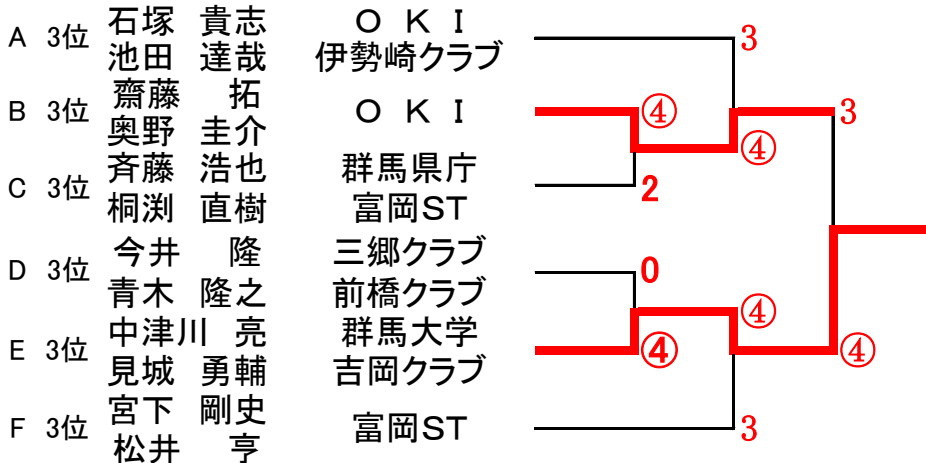 石塚 貴志 O K I
A 3位
池田 達哉 伊勢崎クラブ
3
齋藤 拓
B 3位 O K I ④ 3
奥野 圭介
④
斉藤 浩也 群馬県庁
C 3位 2
桐渕 直樹 富岡ST
今井 隆 三郷クラブ
D 3位 0
青木 隆之 前橋クラブ
④
中津川 亮 群馬大学
E 3位 ④ ④
見城 勇輔 吉岡クラブ
宮下 剛史
F 3位 富岡ST 3
松井 亨